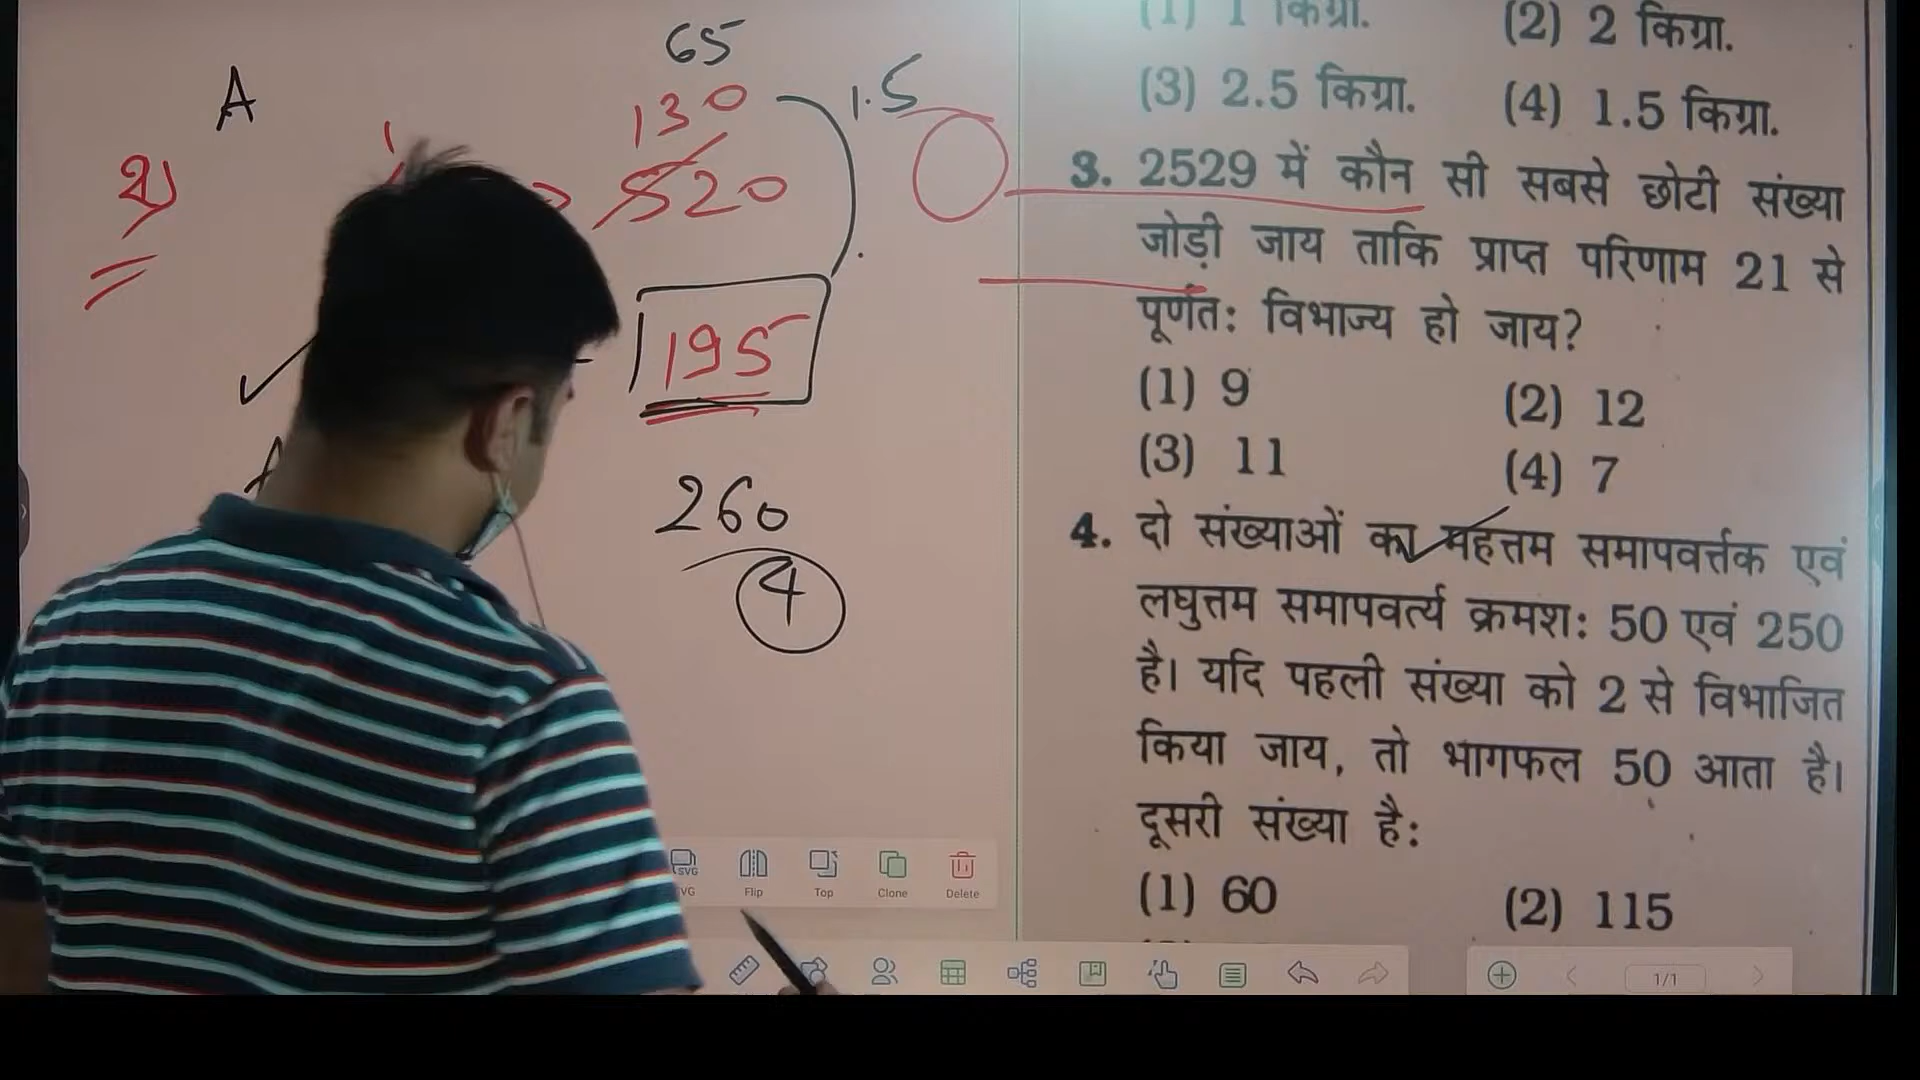 A
65
130
520
1.5
195
260
4
(1) 1 किग्रा. (2) 2 किग्रा.
(3) 2.5 किग्रा. (4) 1.5 किग्रा.
3. 2529 में कौन सी सबसे छोटी संख्या
जोड़ी जाय ताकि प्राप्त परिणाम 21 से
पूर्णतः विभाज्य हो जाय?
(1) 9 (2) 12
(3) 11 (4) 7
4. दो संख्याओं का महत्तम समापवर्त्तक एवं
लघुत्तम समापवर्त्य क्रमशः 50 एवं 250
है। यदि पहली संख्या को 2 से विभाजित
किया जाय, तो भागफल 50 आता है।
दूसरी संख्या है:
(1) 60 (2) 115
SVG Flip Top Clone Delete
1/1